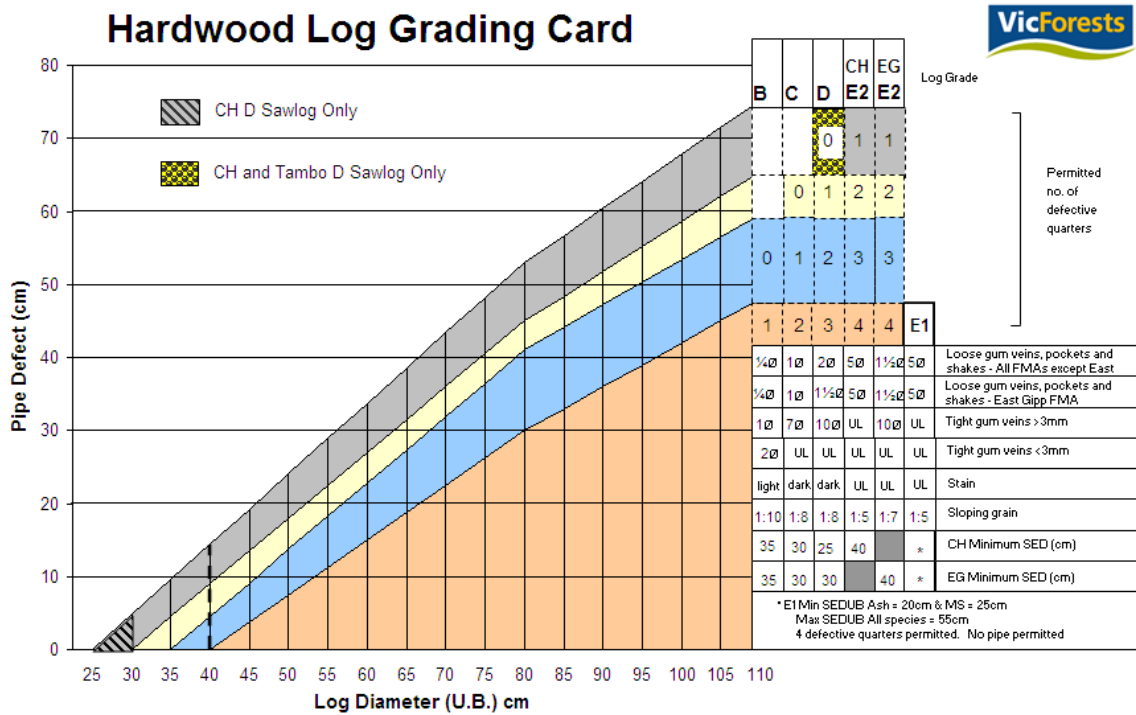 Hardwood Log Grading Card
VicForests
80
70
60
50
40
30
20
10
0
Pipe Defect (cm)
25 30 35 40 45 50 55 60 65 70 75 80 85 90 95 100 105 110
Log Diameter (U.B.) cm
CH D Sawlog Only
CH and Tambo D Sawlog Only
B C D CH E2 EG E2
Log Grade
0 1 1
0 1 2 2
0 1 2 3 3
1 2 3 4 4 E1
Permitted
no. of
defective
quarters
¼Ø 1Ø 2Ø 5Ø 1½Ø 5Ø Loose gum veins, pockets and
shakes - All FMAs except East
¼Ø 1Ø 1½Ø 5Ø 1½Ø 5Ø Loose gum veins, pockets and
shakes - East Gipp FMA
1Ø 7Ø 10Ø UL 10Ø UL Tight gum veins >3mm
2Ø UL UL UL UL UL Tight gum veins <3mm
light dark dark UL UL UL Stain
1:10 1:8 1:8 1:5 1:7 1:5 Sloping grain
35 30 25 40 * CH Minimum SED (cm)
35 30 30 40 * EG Minimum SED (cm)
* E1 Min SEDUB Ash = 20cm & MS = 25cm
Max SEDUB All species = 55cm
4 defective quarters permitted. No pipe permitted